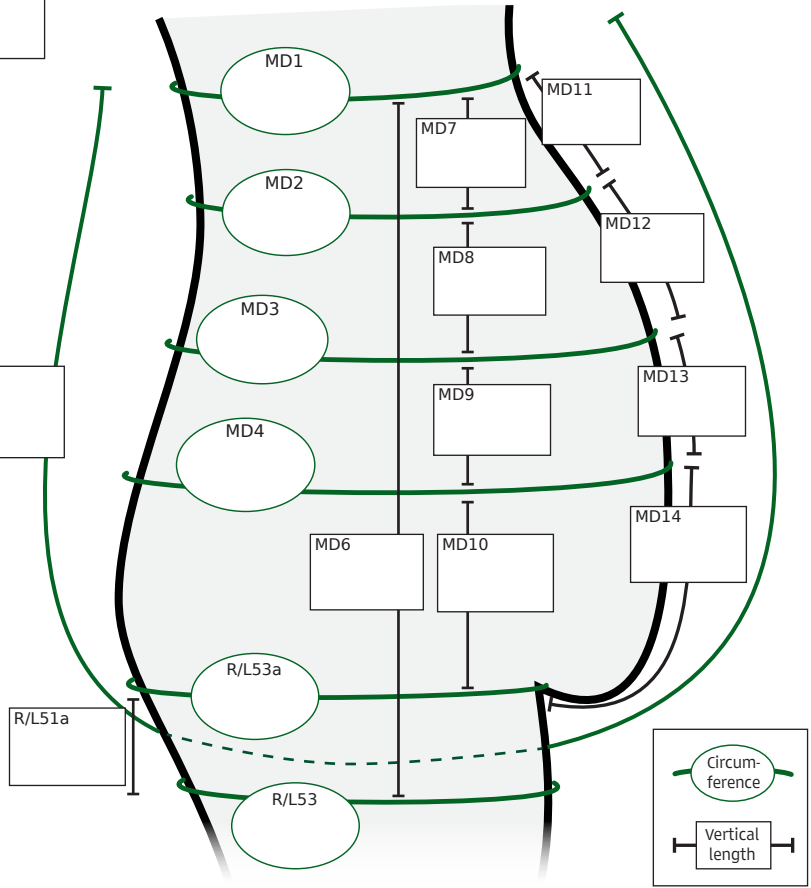 MD1
MD11
MD7
MD2
MD12
MD8
MD3
MD13
MD9
MD4
MD14
MD6
MD10
R/L53a
R/L51a
R/L53
Circum-
ference
Vertical
length